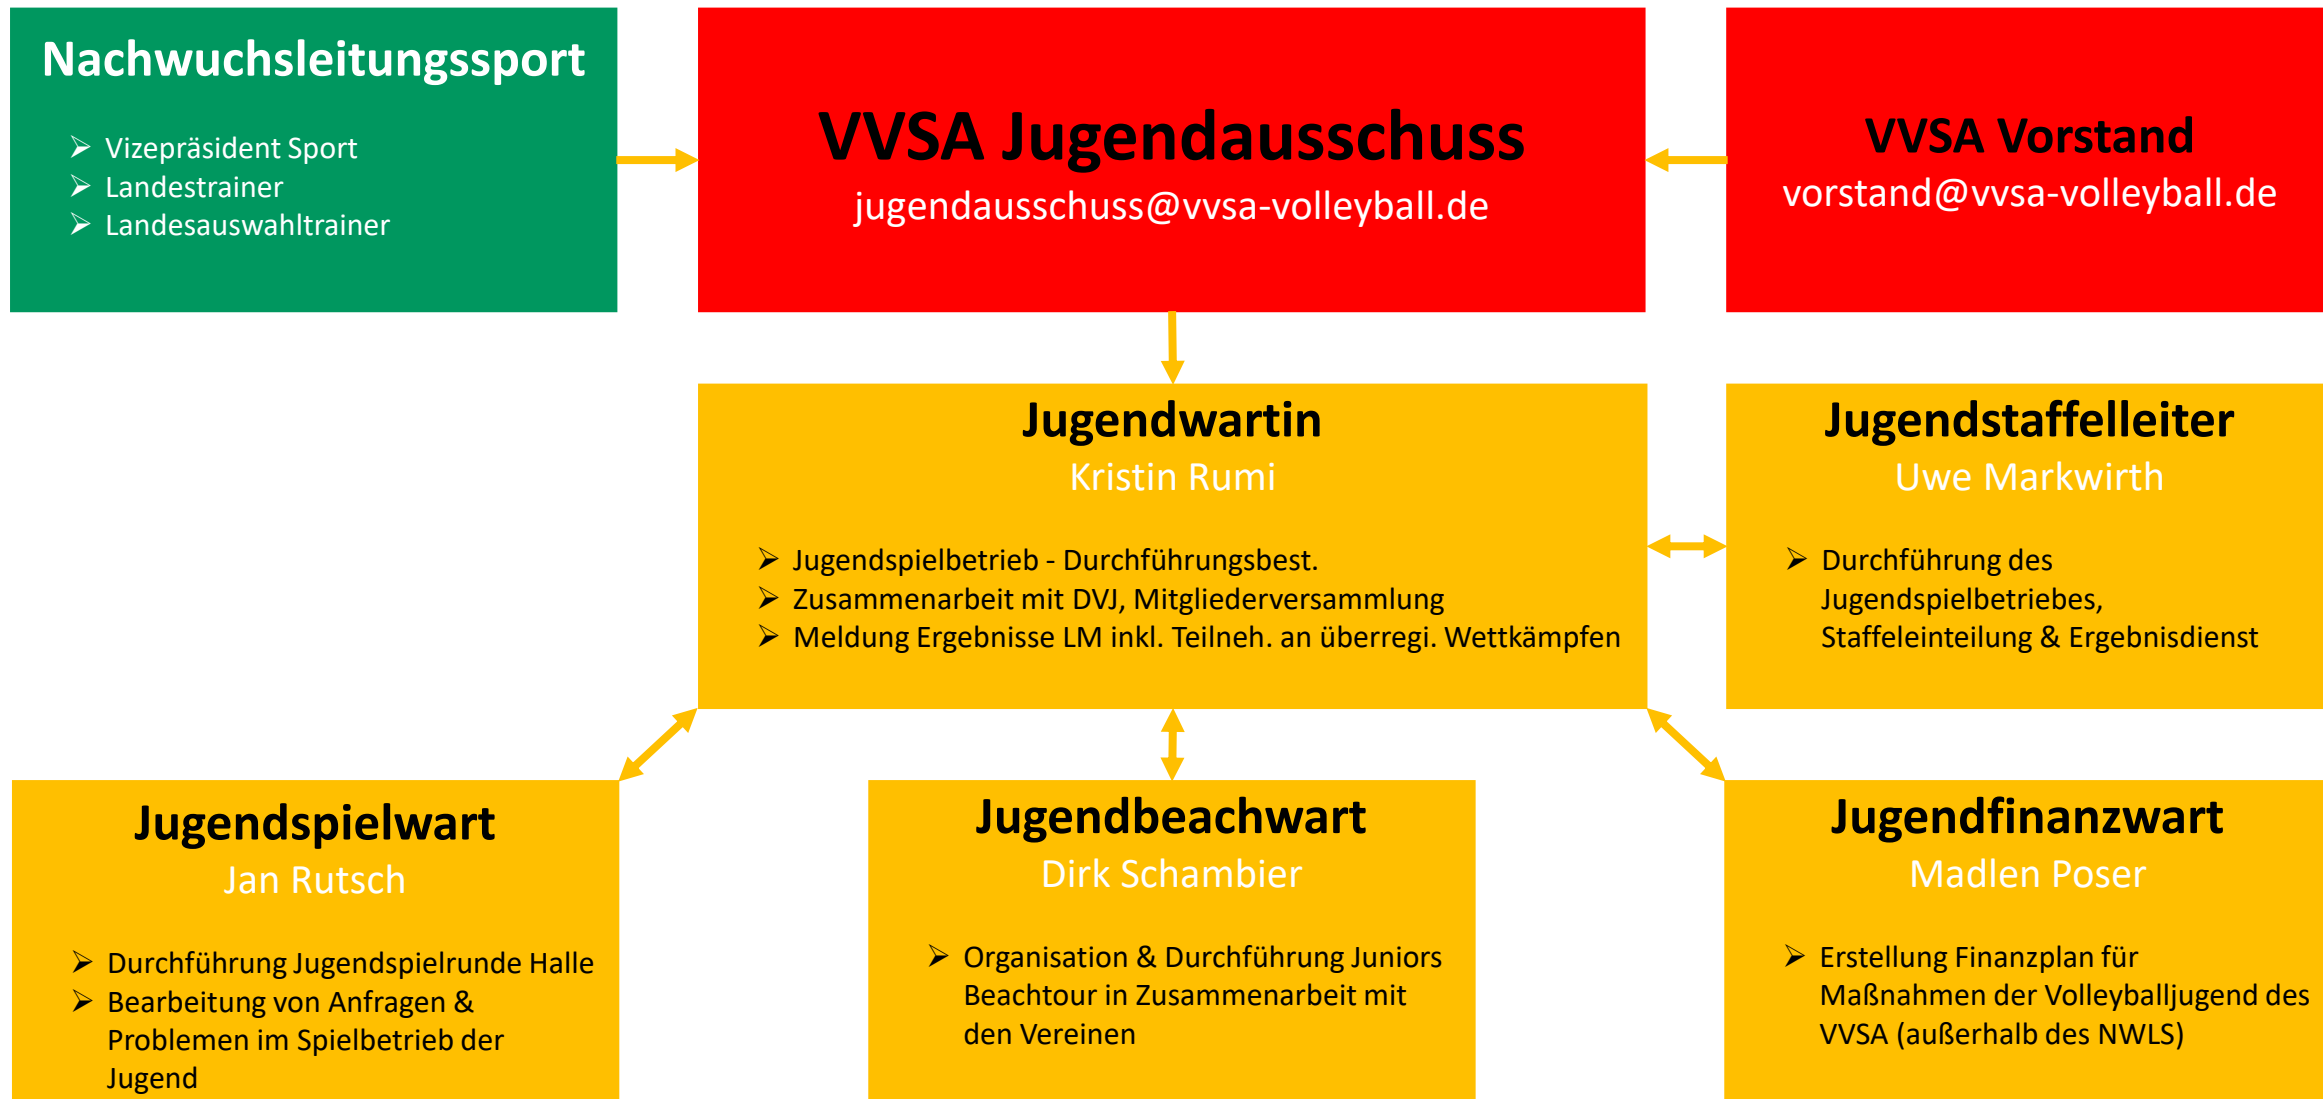 Nachwuchsleitungssport
➢ Vizepräsident Sport
➢ Landestrainer
➢ Landesauswahltrainer
VVSA Jugendausschuss
jugendausschuss@vvsa-volleyball.de
VVSA Vorstand
vorstand@vvsa-volleyball.de
Jugendwartin
Kristin Rumi
➢ Jugendspielbetrieb - Durchführungsbest.
➢ Zusammenarbeit mit DVJ, Mitgliederversammlung
➢ Meldung Ergebnisse LM inkl. Teilneh. an überregi. Wettkämpfen
Jugendstaffelleiter
Uwe Markwirth
➢ Durchführung des
Jugendspielbetriebes,
Staffeleinteilung & Ergebnisdienst
Jugendspielwart
Jan Rutsch
➢ Durchführung Jugendspielrunde Halle
➢ Bearbeitung von Anfragen &
Problemen im Spielbetrieb der
Jugend
Jugendbeachwart
Dirk Schambier
➢ Organisation & Durchführung Juniors
Beachtour in Zusammenarbeit mit
den Vereinen
Jugendfinanzwart
Madlen Poser
➢ Erstellung Finanzplan für
Maßnahmen der Volleyballjugend des
VVSA (außerhalb des NWLS)